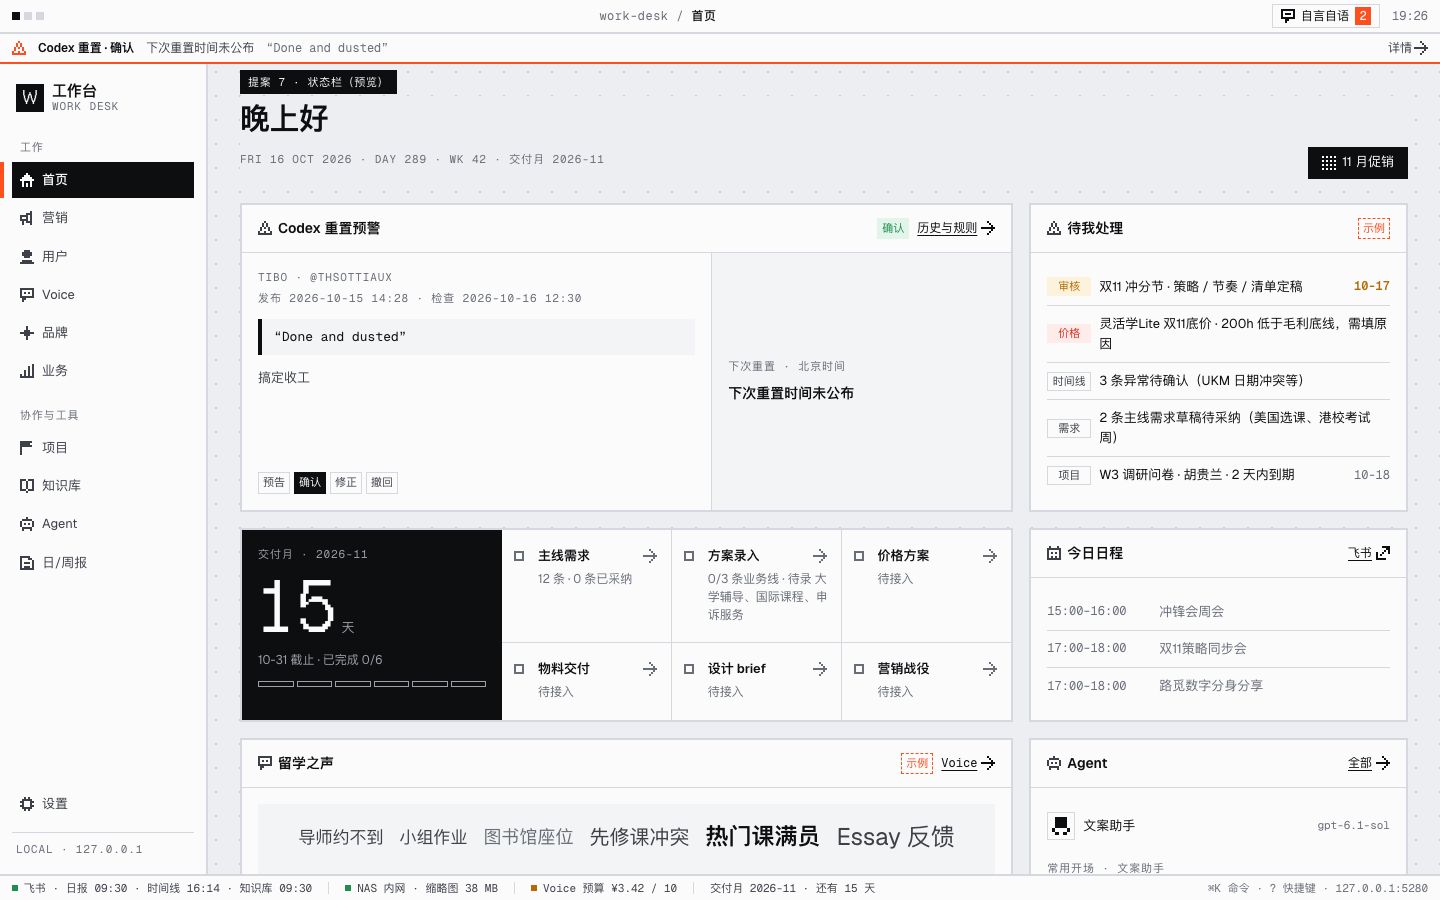 work-desk / 首页
自言自语 2
19:26
Codex 重置 · 确认 下次重置时间未公布 “Done and dusted”
详情
W
工作台
WORK DESK
工作
首页
营销
用户
Voice
品牌
业务
协作与工具
项目
知识库
Agent
日/周报
设置
LOCAL · 127.0.0.1
提案 7 · 状态栏 (预览)
晚上好
FRI 16 OCT 2026 · DAY 289 · WK 42 · 交付月 2026-11
11 月促销
Codex 重置预警
确认 历史与规则
TIBO · @THSOTTIAUX
发布 2026-10-15 14:28 · 检查 2026-10-16 12:30
“Done and dusted”
搞定收工
预告 确认 修正 撤回
下次重置 · 北京时间
下次重置时间未公布
待我处理
示例
审核 双11 冲分节 · 策略 / 节奏 / 清单定稿 10-17
价格 灵活学Lite 双11底价 · 200h 低于毛利底线，需填原
因
时间线 3 条异常待确认（UKM 日期冲突等）
需求 2 条主线需求草稿待采纳（美国选课、港校考试
周）
项目 W3 调研问卷 · 胡贵兰 · 2 天内到期 10-18
交付月 · 2026-11
15 天
10-31 截止 · 已完成 0/6
主线需求
12 条 · 0 条已采纳
方案录入
0/3 条业务线 · 待录 大
学辅导、国际课程、申
诉服务
价格方案
待接入
物料交付
待接入
设计 brief
待接入
营销战役
待接入
今日日程
飞书
15:00-16:00 冲锋会周会
17:00-18:00 双11策略同步会
17:00-18:00 路觅数字分身分享
留学之声
示例 Voice
导师约不到 小组作业 图书馆座位 先修课冲突 热门课满员 Essay 反馈
Agent
全部
文案助手 gpt-6.1-sol
常用开场 · 文案助手
飞书 · 日报 09:30 · 时间线 16:14 · 知识库 09:30
NAS 内网 · 缩略图 38 MB
Voice 预算 ¥3.42 / 10
交付月 2026-11 · 还有 15 天
⌘K 命令 · ? 快捷键 · 127.0.0.1:5280